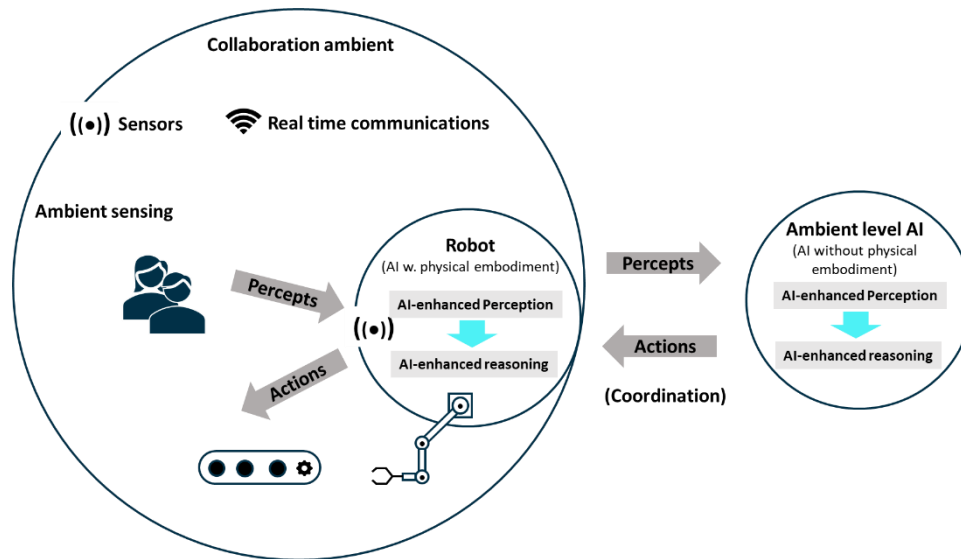 Collaboration ambient
Sensors
Real time communications
Ambient sensing
Percepts
Actions
Robot
(AI w. physical embodiment)
AI-enhanced Perception
AI-enhanced reasoning
Percepts
Actions
(Coordination)
Ambient level AI
(AI without physical
embodiment)
AI-enhanced Perception
AI-enhanced reasoning